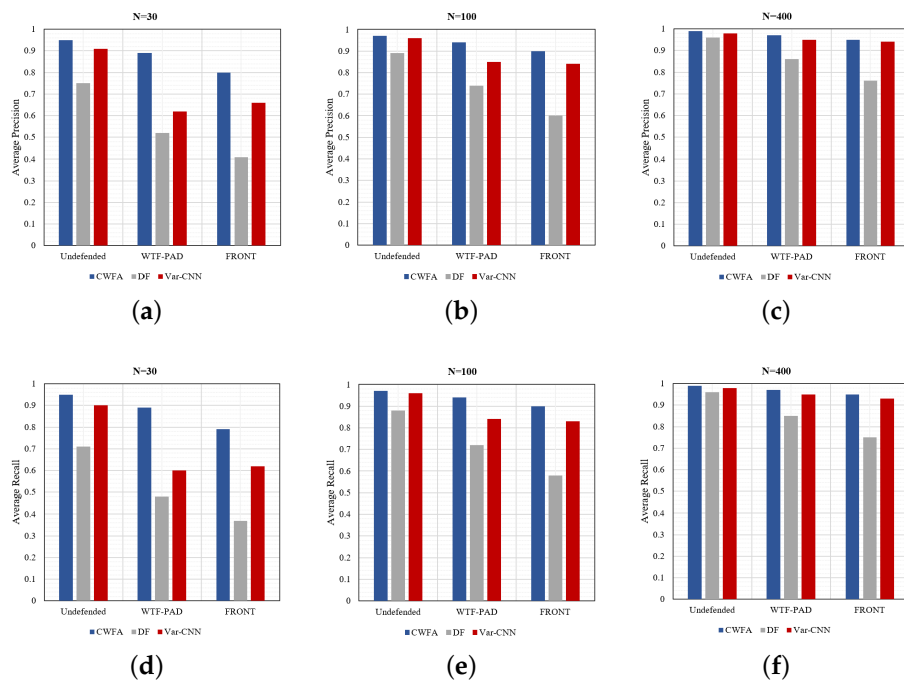 N=30
Average Precision
1
0.9
0.8
0.7
0.6
0.5
0.4
0.3
0.2
0.1
0
Undefended WTF-PAD FRONT
CWFA DF Var-CNN
(a)
N=100
Average Precision
1
0.9
0.8
0.7
0.6
0.5
0.4
0.3
0.2
0.1
0
Undefended WTF-PAD FRONT
CWFA DF Var-CNN
(b)
N=400
Average Precision
1
0.9
0.8
0.7
0.6
0.5
0.4
0.3
0.2
0.1
0
Undefended WTF-PAD FRONT
CWFA DF Var-CNN
(c)
N=30
Average Recall
1
0.9
0.8
0.7
0.6
0.5
0.4
0.3
0.2
0.1
0
Undefended WTF-PAD FRONT
CWFA DF Var-CNN
(d)
N=100
Average Recall
1
0.9
0.8
0.7
0.6
0.5
0.4
0.3
0.2
0.1
0
Undefended WTF-PAD FRONT
CWFA DF Var-CNN
(e)
N=400
Average Recall
1
0.9
0.8
0.7
0.6
0.5
0.4
0.3
0.2
0.1
0
Undefended WTF-PAD FRONT
CWFA DF Var-CNN
(f)